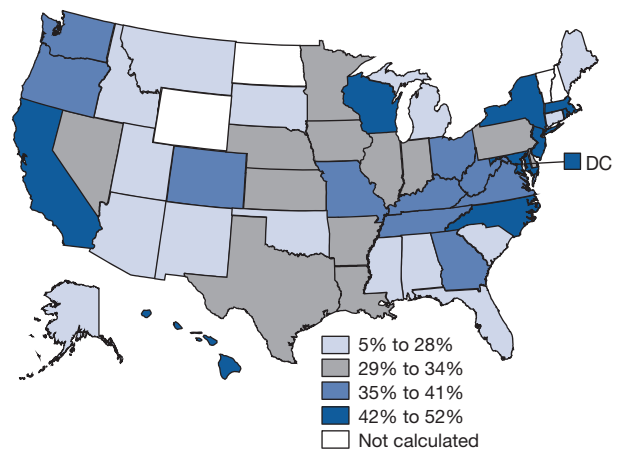 DC
5% to 28%
29% to 34%
35% to 41%
42% to 52%
Not calculated